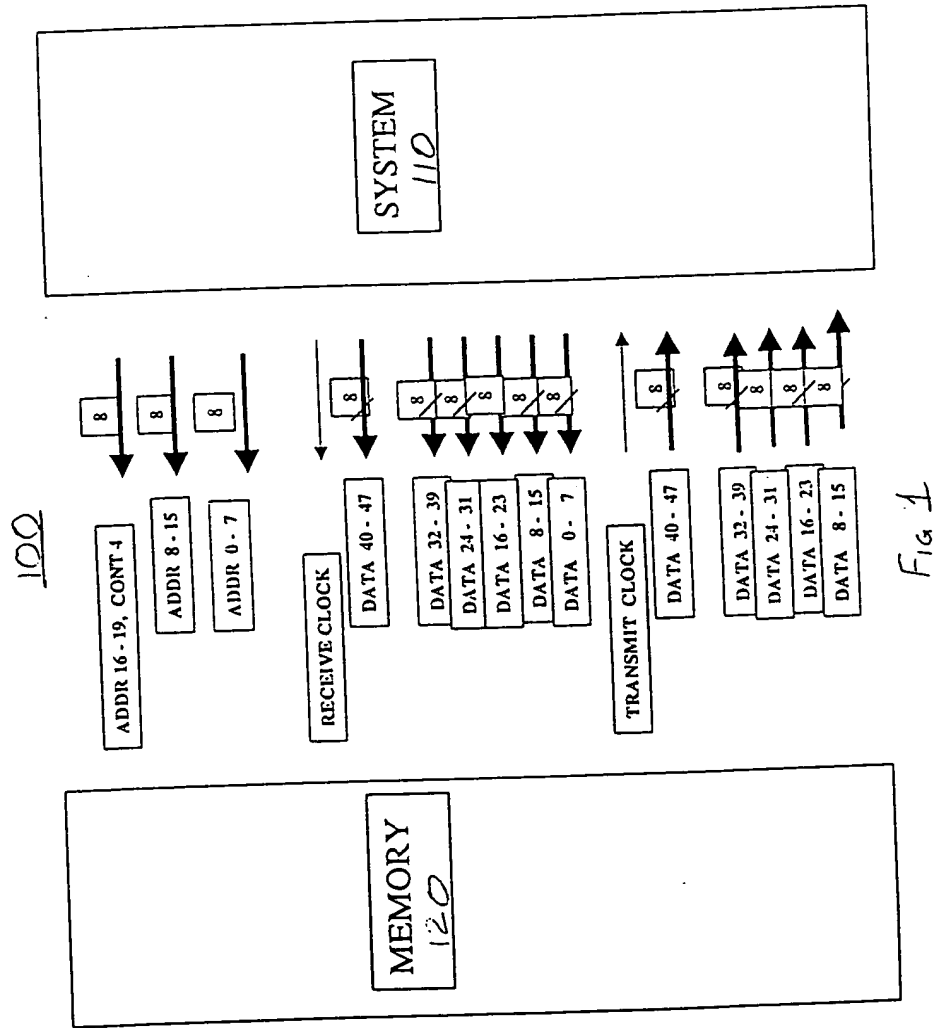 100
SYSTEM
110
8
8
8
ADDR 16 - 19, CONT 4
ADDR 8 - 15
ADDR 0 - 7
RECEIVE CLOCK
8
DATA 40 - 47
8
8
8
8
8
DATA 32 - 39
DATA 24 - 31
DATA 16 - 23
DATA 8 - 15
DATA 0 - 7
TRANSMIT CLOCK
8
DATA 40 - 47
8
8
8
8
DATA 32 - 39
DATA 24 - 31
DATA 16 - 23
DATA 8 - 15
MEMORY
120
FIG 1